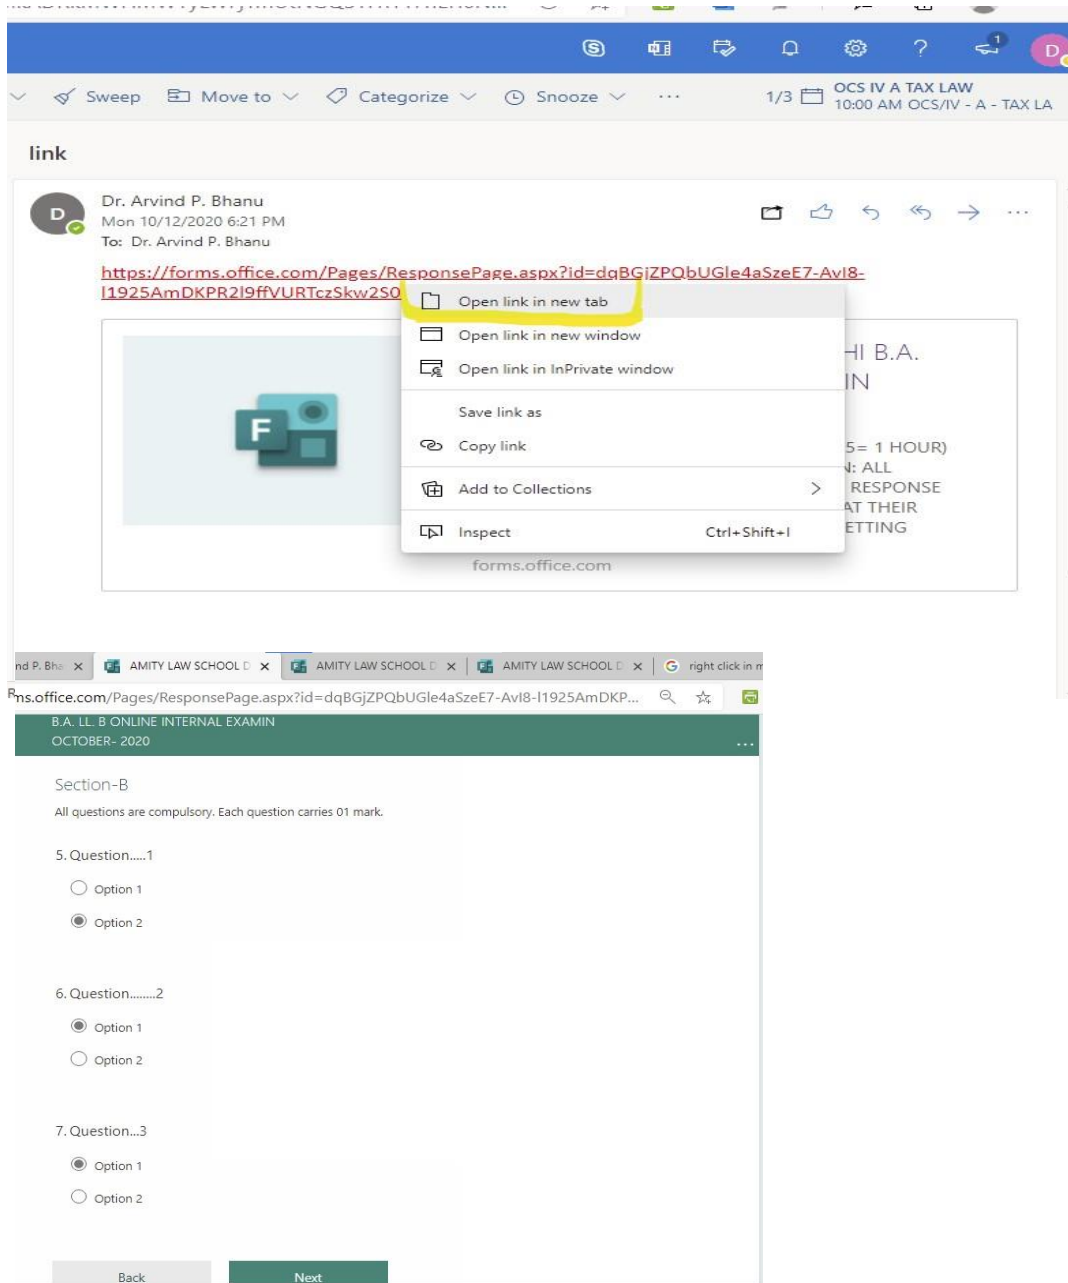 Sweep Move to Categorize Snooze ... 1/3 OCS IV A TAX LAW
10:00 AM OCS/IV - A - TAX LA
1
D
?
link
D
Dr. Arvind P. Bhanu
Mon 10/12/2020 6:21 PM
To: Dr. Arvind P. Bhanu
https://forms.office.com/Pages/ResponsePage.aspx?id=dqBGjZPQbUGle4aSzeE7-AvI8-
l1925AmDKPR2l9ffVURTczSkw2S0
Open link in new tab
Open link in new window
Open link in InPrivate window
Save link as
Copy link
Add to Collections
Inspect Ctrl+Shift+I
F
HI B.A.
IN
5= 1 HOUR)
N: ALL
RESPONSE
AT THEIR
ETTING
forms.office.com
nd P. Bha AMITY LAW SCHOOL D AMITY LAW SCHOOL D AMITY LAW SCHOOL D G right click in m
ms.office.com/Pages/ResponsePage.aspx?id=dqBGjZPQbUGle4aSzeE7-AvI8-l1925AmDKP...
B.A. LL. B ONLINE INTERNAL EXAMIN
OCTOBER- 2020
...
Section-B
All questions are compulsory. Each question carries 01 mark.
5. Question.....1
Option 1
Option 2
6. Question........2
Option 1
Option 2
7. Question...3
Option 1
Option 2
Back Next